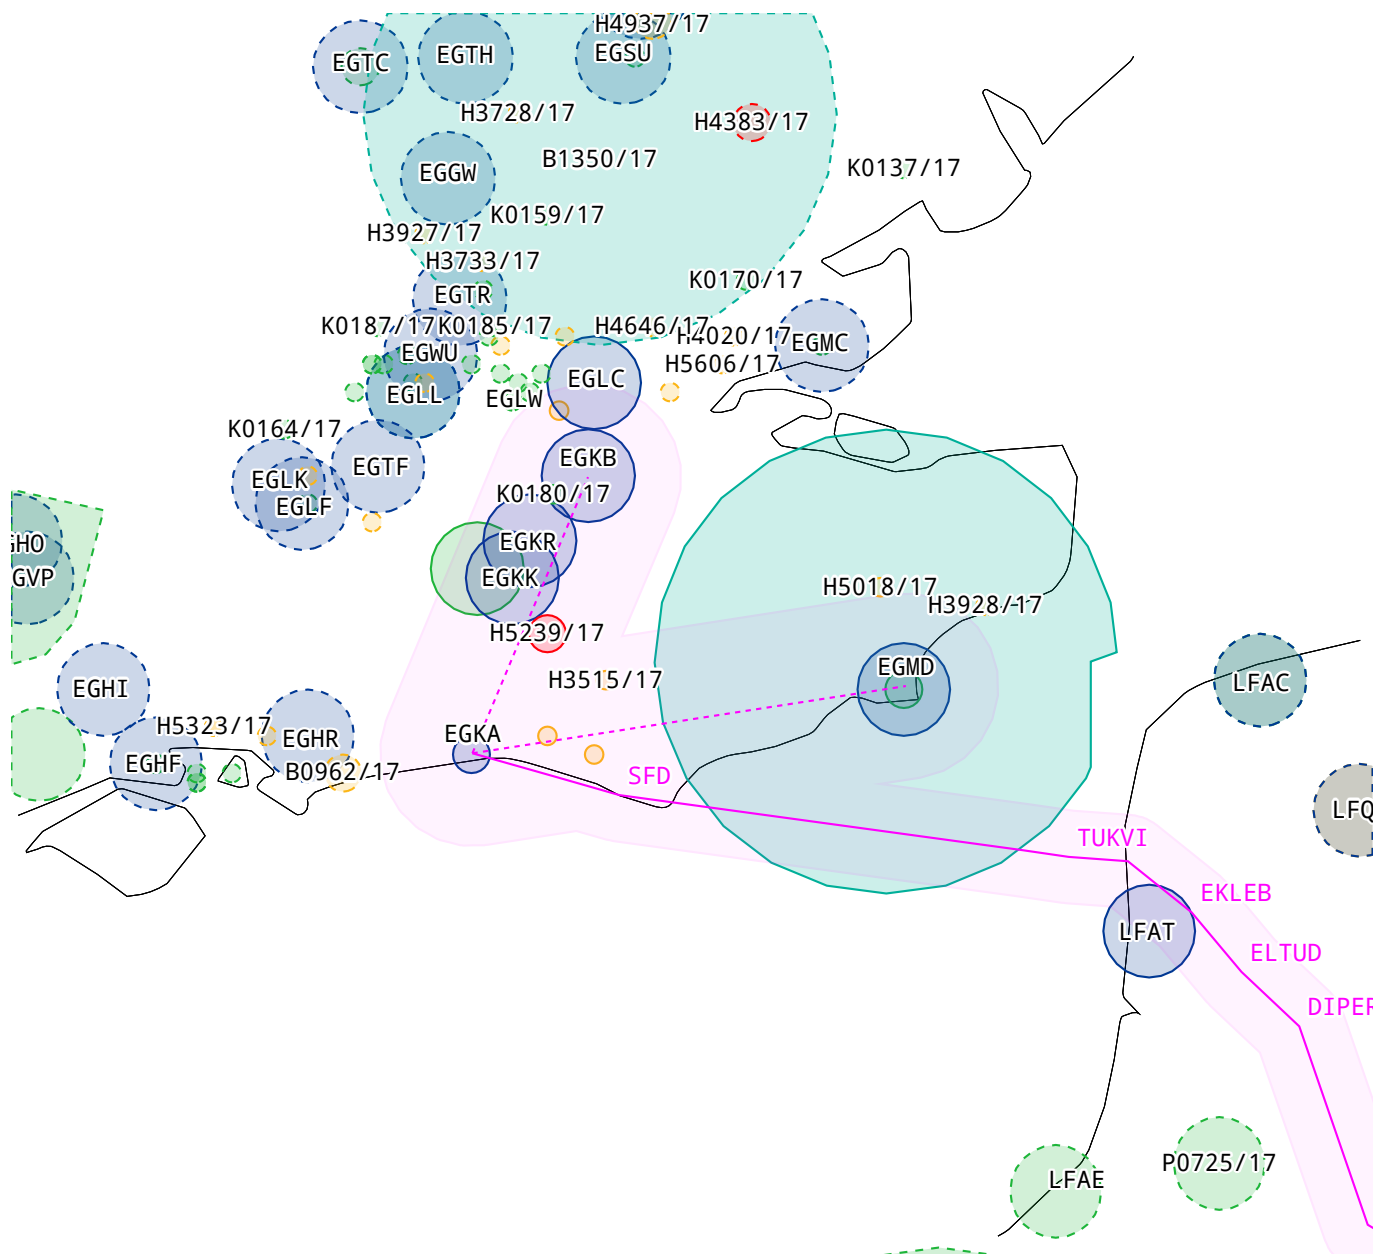 H4937/17
EGTC
EGTH
EGSU
H3728/17
H4383/17
B1350/17
K0137/17
EGGW
K0159/17
H3927/17
H3733/17
K0170/17
EGTR
K0187/17
K0185/17
H4646/17
H4020/17
EGMC
EGWU
H5606/17
EGLC
EGLL
EGLW
K0164/17
EGTF
EGKB
EGLK
K0180/17
EGLF
GHO
EGKR
GVP
EGKK
H5018/17
H3928/17
H5239/17
EGMD
H3515/17
EGHI
LFAC
H5323/17
EGKA
EGHR
EGHF
B0962/17
SFD
LFQ
TUKVI
EKLEB
LFAT
ELTUD
DIPER
P0725/17
LFAE